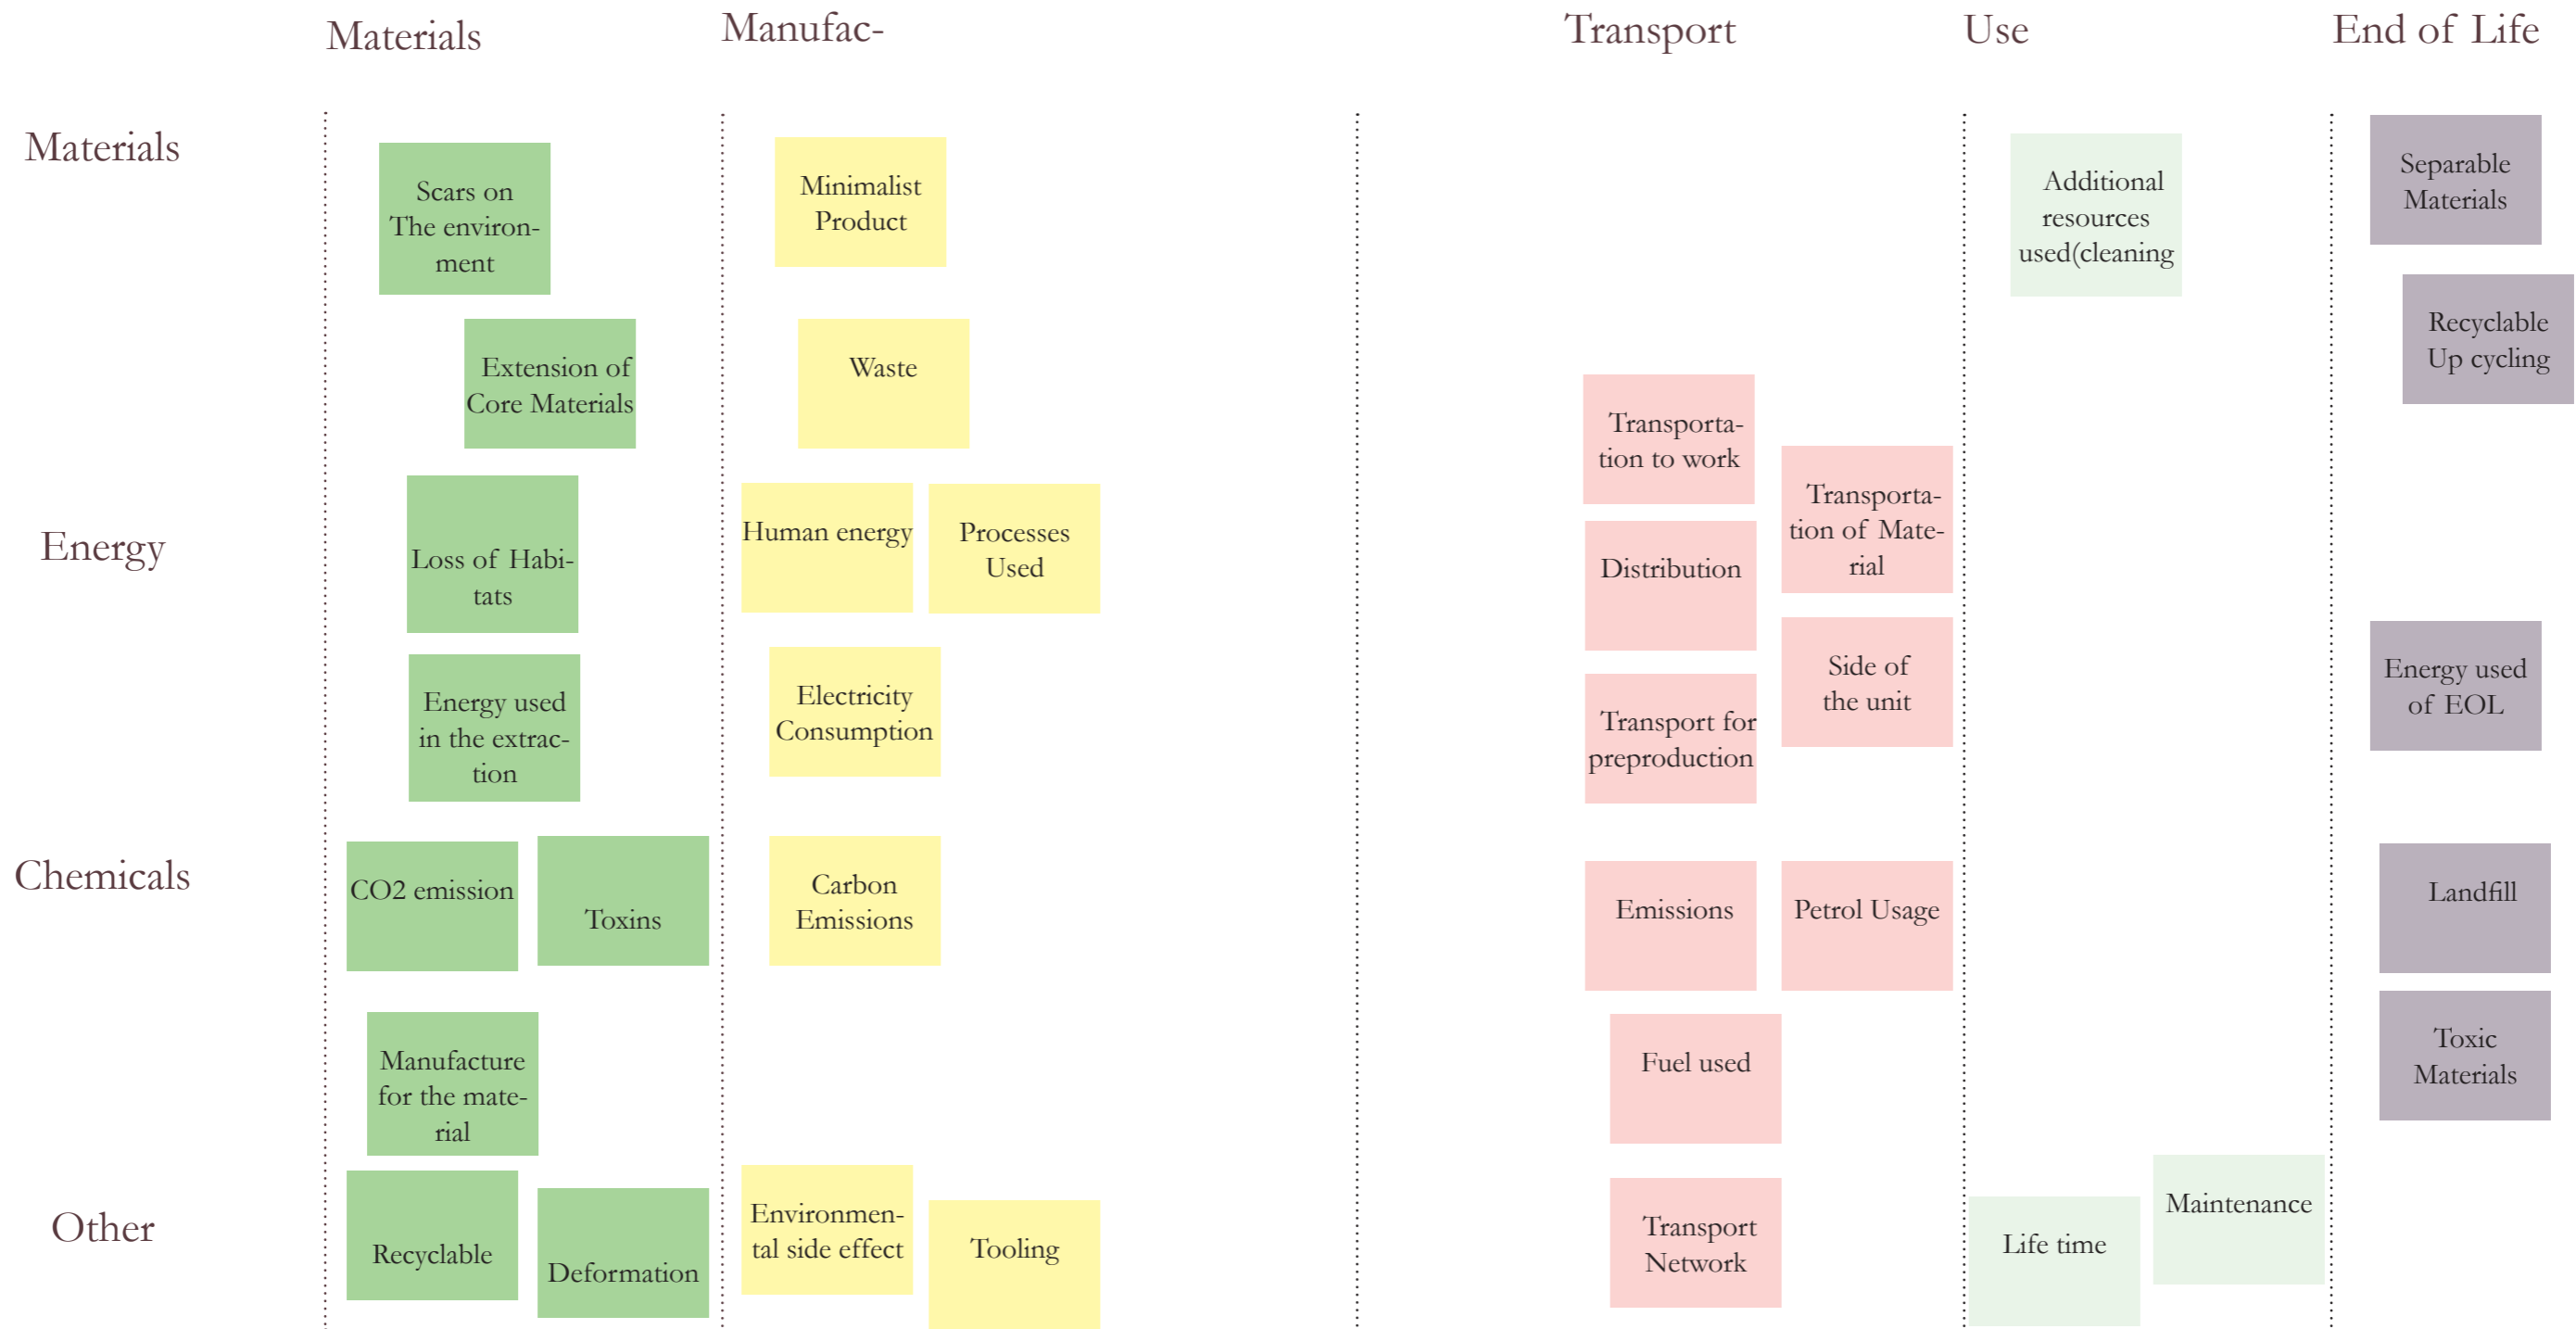 Materials
Manufac-
Transport
Use
End of Life
Materials
Scars on
The environ-
ment
Minimalist
Product
Additional
resources
used(cleaning
Separable
Materials
Extension of
Core Materials
Waste
Recyclable
Up cycling
Transporta-
tion to work
Transporta-
tion of Mate-
rial
Energy
Loss of Habi-
tats
Human energy
Processes
Used
Distribution
Energy used
in the extrac-
tion
Electricity
Consumption
Transport for
preproduction
Side of
the unit
Energy used
of EOL
Chemicals
CO2 emission
Toxins
Carbon
Emissions
Emissions
Petrol Usage
Landfill
Manufacture
for the mate-
rial
Fuel used
Toxic
Materials
Other
Recyclable
Deformation
Environmen-
tal side effect
Tooling
Transport
Network
Life time
Maintenance